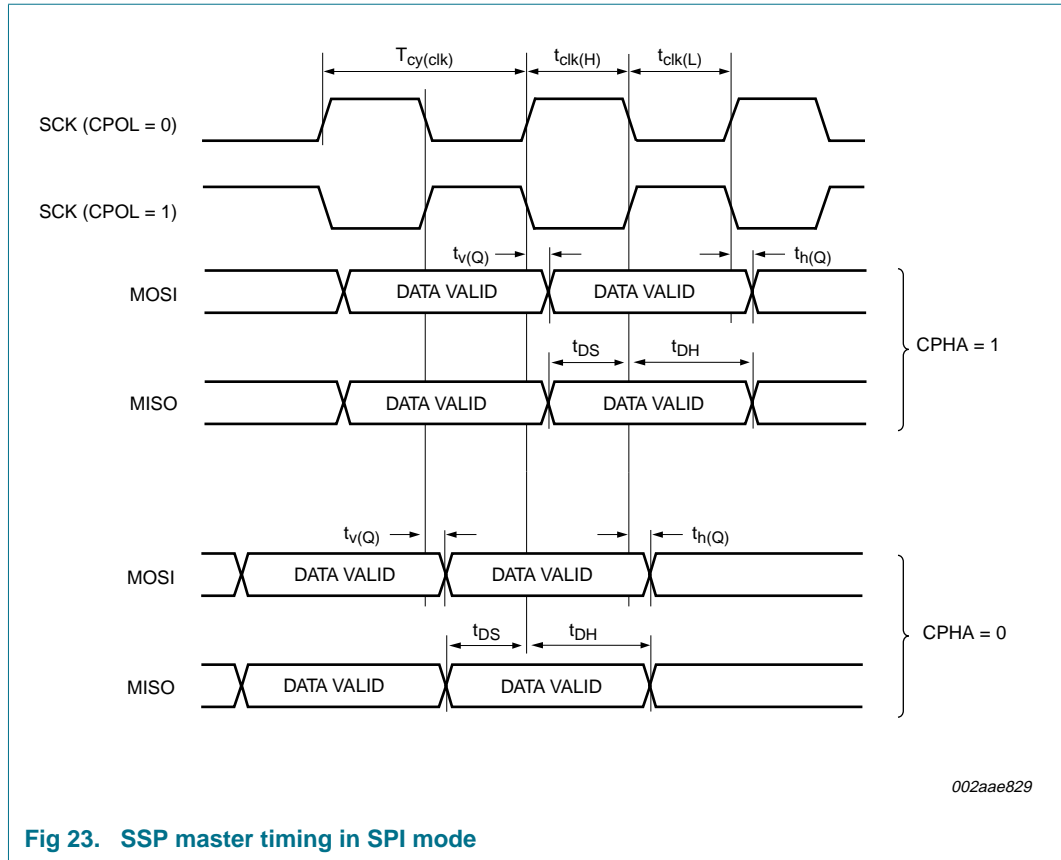 Tcy(clk) tclk(H) tclk(L)
SCK (CPOL = 0)
SCK (CPOL = 1)
tv(Q) th(Q)
MOSI DATA VALID DATA VALID
CPHA = 1
tDS tDH
MISO DATA VALID DATA VALID
tv(Q) th(Q)
MOSI DATA VALID DATA VALID
CPHA = 0
tDS tDH
MISO DATA VALID DATA VALID
002aae829
Fig 23. SSP master timing in SPI mode